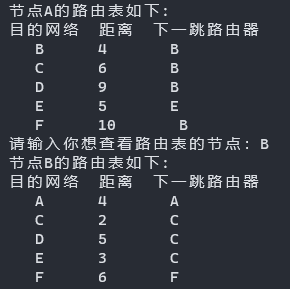 节点A的路由表如下:
目的网络 距离 下一跳路由器
B 4 B
C 6 B
D 9 B
E 5 E
F 10 B
请输入你想查看路由表的节点: B
节点B的路由表如下:
目的网络 距离 下一跳路由器
A 4 A
C 2 C
D 5 C
E 3 C
F 6 F